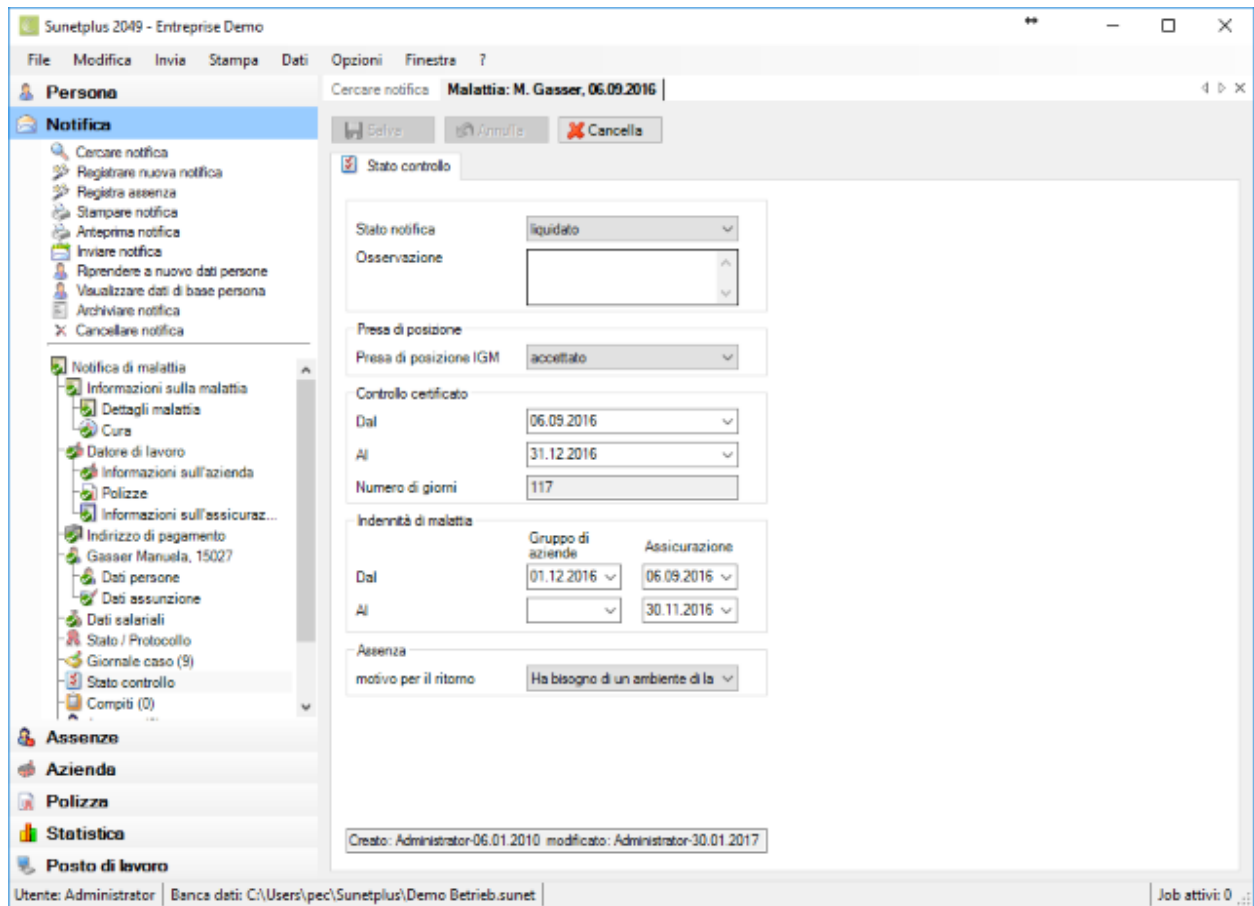 Sunetplus 2049 - Entreprise Demo
File Modifica Invia Stampa Dati Opzioni Finestra ?
Persona
Notifica
Cercare notifica
Registrare nuova notifica
Registra assenza
Stampare notifica
Anteprima notifica
Inviare notifica
Riprendere a nuovo dati persone
Visualizzare dati di base persona
Archiviare notifica
Cancellare notifica
Notifica di malattia
Informazioni sulla malattia
Dettagli malattia
Cura
Datore di lavoro
Informazioni sull'azienda
Polizze
Informazioni sull'assicuraz...
Indirizzo di pagamento
Gasser Manuela, 15027
Dati persone
Dati assunzione
Dati salariali
Stato / Protocollo
Giornale caso (9)
Stato controllo
Compiti (0)
Assenze
Azienda
Polizza
Statistica
Posto di lavoro
Cercare notifica Malattia: M. Gasser, 06.09.2016
Salva Annulla Cancella
Stato controllo
Stato notifica liquidato
Osservazione
Presa di posizione
Presa di posizione IGM accettato
Controllo certificato
Dal 06.09.2016
Al 31.12.2016
Numero di giorni 117
Indennità di malattia
Gruppo di aziende Assicurazione
Dal 01.12.2016 06.09.2016
Al 30.11.2016
Assenza
motivo per il ritorno Ha bisogno di un ambiente di la
Creato: Administrator-06.01.2010 modificato: Administrator-30.01.2017
Utente: Administrator Banca dati: C:\Users\pec\Sunetplus\Demo Betrieb.sunet Job attivi: 0